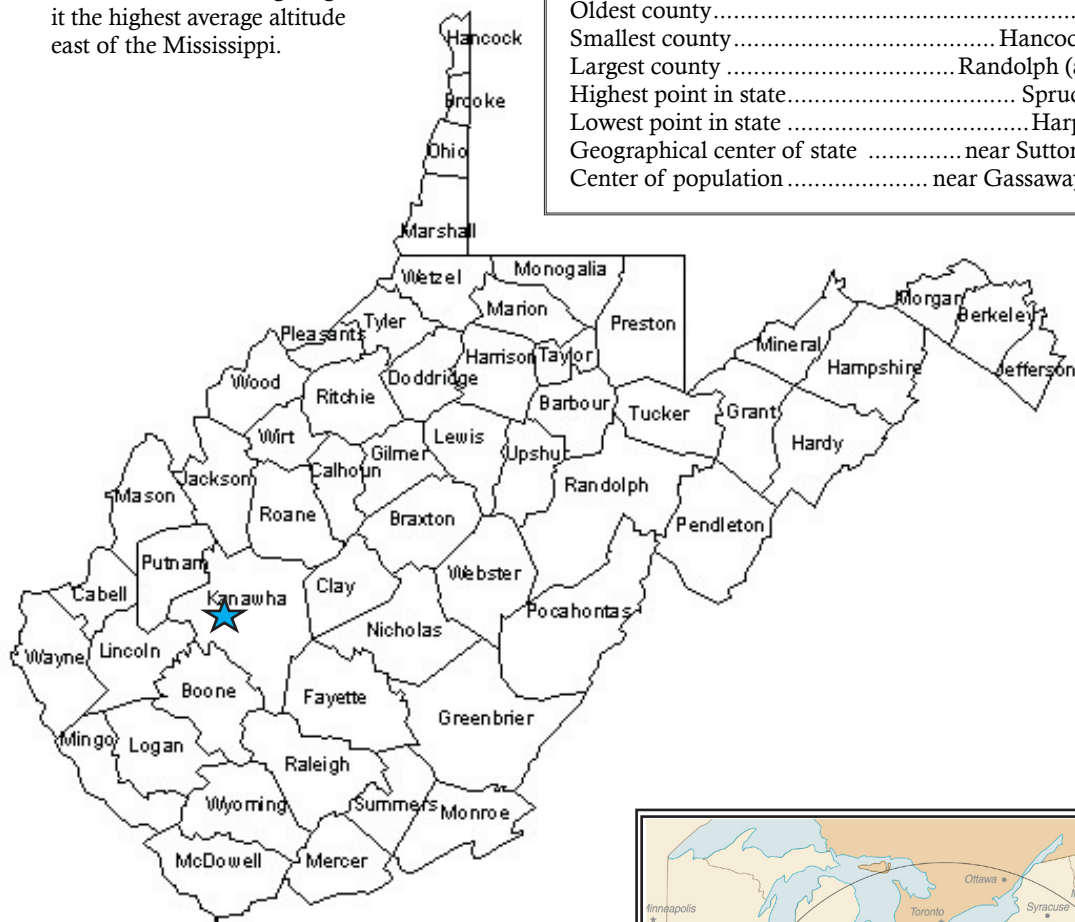 it the highest average altitude
east of the Mississippi.
Oldest county
Smallest county Hancoc
Largest county Randolph (a
Highest point in state Spruc
Lowest point in state Harp
Geographical center of state near Sutton
Center of population near Gassaway
Hancock
Brooke
Ohio
Marshall
Wetzel
Monogalia
Marion
Preston
Tyler
Pleasants
Harrison
Taylor
Doddridge
Wood
Ritchie
Barbour
Tucker
Grant
Mineral
Hampshire
Morgan
Berkeley
Jefferson
Hardy
Wirt
Gilmer
Lewis
Upshu
Calhoun
Jackson
Mason
Roane
Braxton
Randolph
Pendleton
Putnam
Cabell
Kanawha
Clay
Webster
Pocahontas
Nicholas
Wayne
Lincoln
Boone
Fayette
Greenbrier
Mingo
Logan
Raleigh
Wyoming
Summers
Monroe
McDowell
Mercer
Ottawa
Toronto
Syracuse
inneapolis